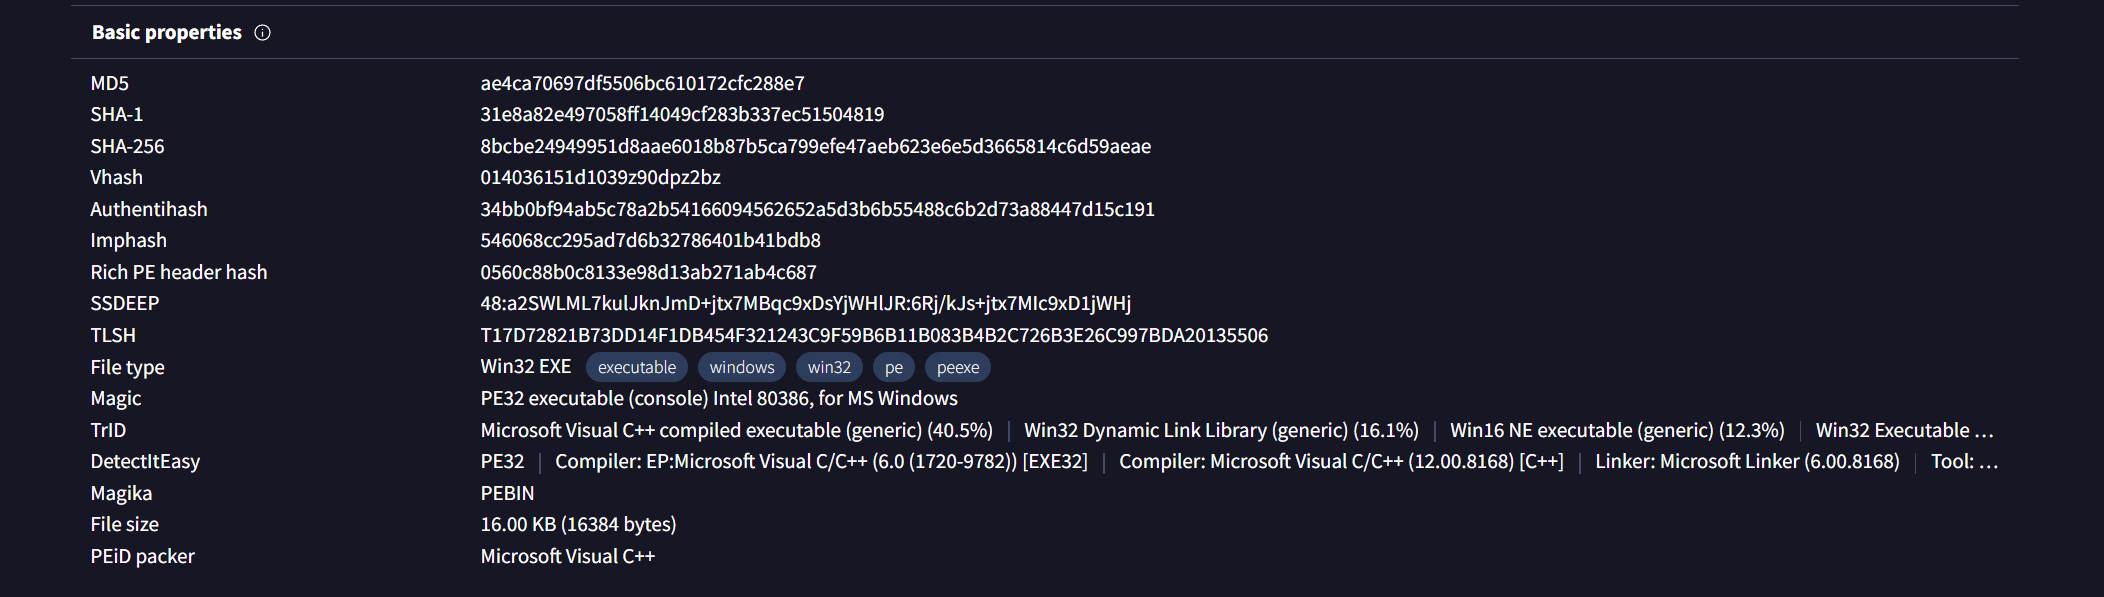 Basic properties
MD5 ae4ca70697df5506bc610172cfc288e7
SHA-1 31e8a82e497058ff14049cf283b337ec51504819
SHA-256 8bcbe24949951d8aae6018b87b5ca799efe47aeb623e6e5d3665814c6d59aeae
Vhash 014036151d1039z90dpz2bz
Authentihash 34bb0bf94ab5c78a2b54166094562652a5d3b6b55488c6b2d73a88447d15c191
Imphash 546068cc295ad7d6b32786401b41bdb8
Rich PE header hash 0560c88b0c8133e98d13ab271ab4c687
SSDEEP 48:a2SWLML7kulJknJmD+jtx7MBqc9xDsYjWHlJR:6Rj/kJs+jtx7MIc9xD1jWHj
TLSH T17D72821B73DD14F1DB454F321243C9F59B6B11B083B4B2C726B3E26C997BDA20135506
File type Win32 EXE executable windows win32 pe peexe
Magic PE32 executable (console) Intel 80386, for MS Windows
TrID Microsoft Visual C++ compiled executable (generic) (40.5%) | Win32 Dynamic Link Library (generic) (16.1%) | Win16 NE executable (generic) (12.3%) | Win32 Executable ...
DetectItEasy PE32 | Compiler: EP:Microsoft Visual C/C++ (6.0 (1720-9782)) [EXE32] | Compiler: Microsoft Visual C/C++ (12.00.8168) [C++] | Linker: Microsoft Linker (6.00.8168) | Tool: ...
Magika PEBIN
File size 16.00 KB (16384 bytes)
PEiD packer Microsoft Visual C++